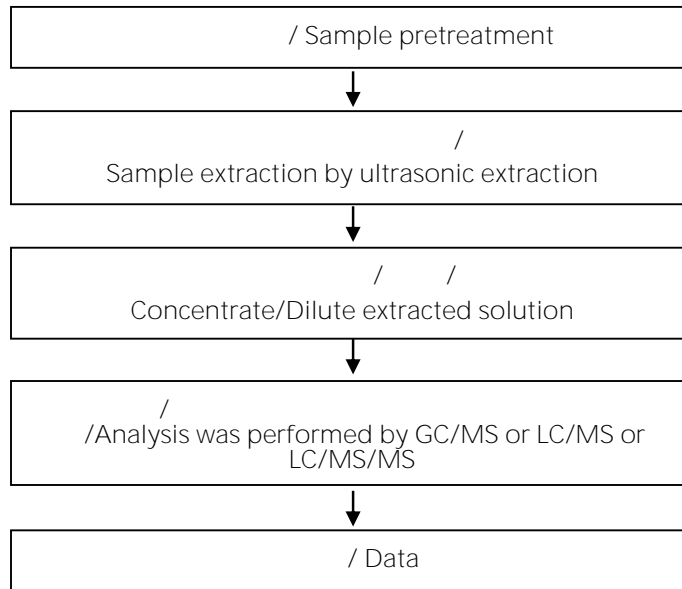 / Sample pretreatment
/
Sample extraction by ultrasonic extraction
/ /
Concentrate/Dilute extracted solution
/
/Analysis was performed by GC/MS or LC/MS or
LC/MS/MS
/ Data